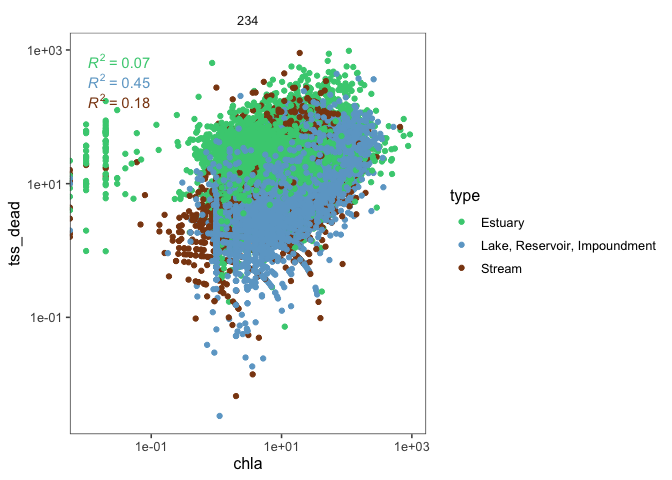 234
R² = 0.07
R² = 0.45
R² = 0.18
1e+03
1e+01
1e-01
tss_dead
1e-01 1e+01 1e+03
chla
type
Estuary
Lake, Reservoir, Impoundment
Stream